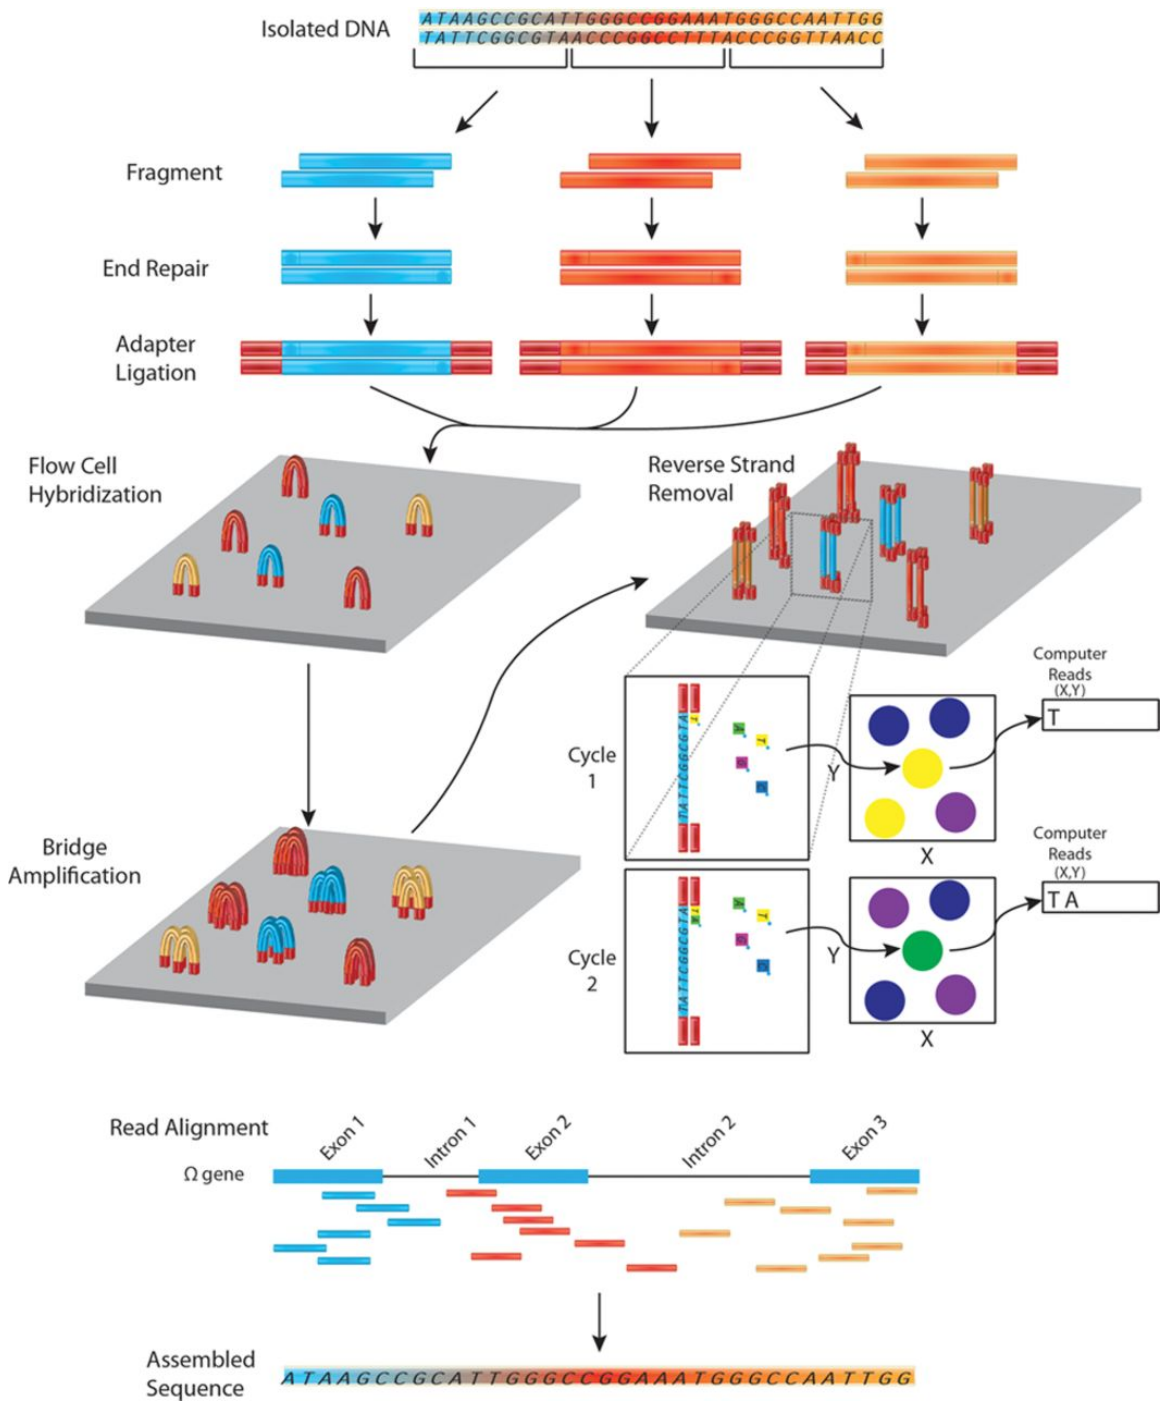 Isolated DNA
ATAAGCCGCATTGGGCCGGAAATGGGCCAATTGG
TATTCGGCGTAACCCGGCCTTTACCCGGTTAACC
Fragment
End Repair
Adapter
Ligation
Flow Cell
Hybridization
Reverse Strand
Removal
Bridge
Amplification
Cycle
1
TATTCGGCGTA
T
A
T
G
C
Y
X
Computer
Reads
(X,Y)
T
Cycle
2
TATTCGGCGTA
T
A
A
T
G
C
Y
X
Computer
Reads
(X,Y)
T A
Read Alignment
Exon 1
Intron 1
Exon 2
Intron 2
Exon 3
Ω gene
Assembled
Sequence
ATAAGCCGCATTGGGCCGGAAATGGGCCAATTGG